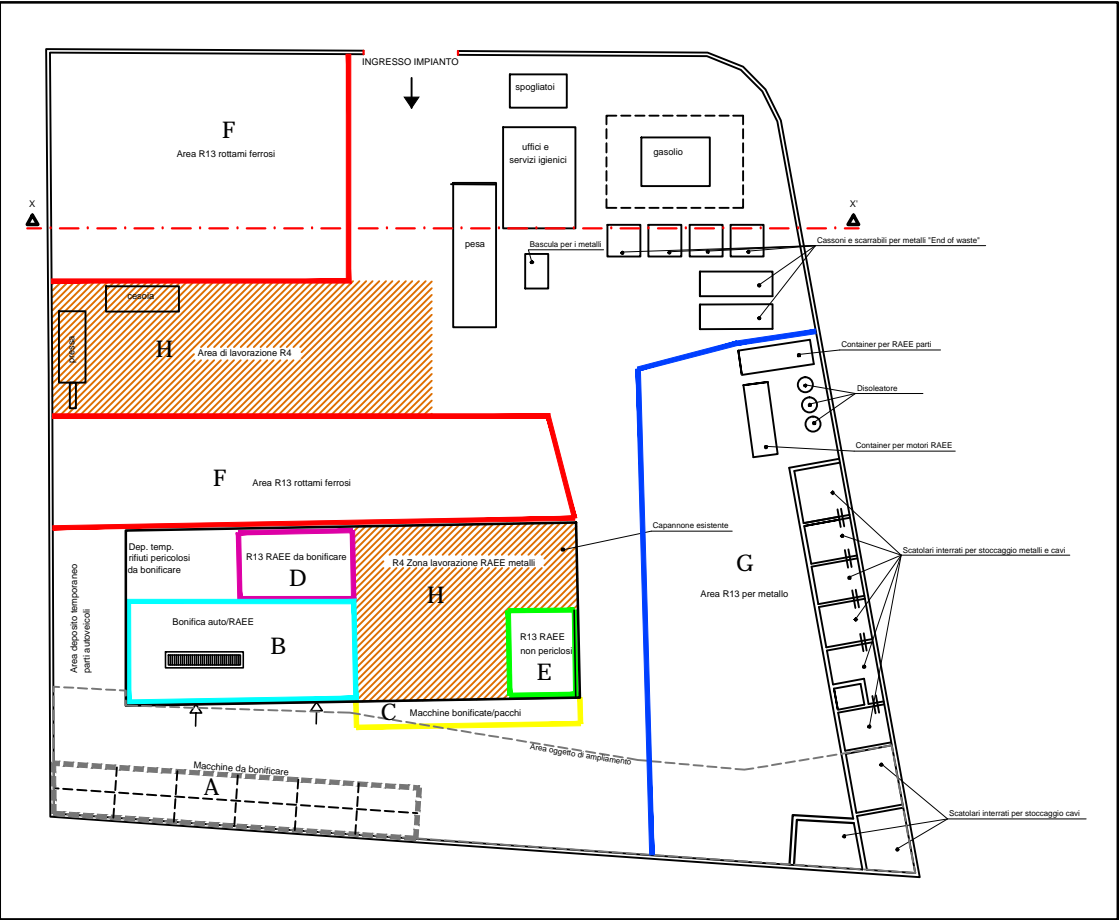 INGRESSO IMPIANTO
spogliatoi
F
Area R13 rottami ferrosi
uffici e
servizi igienici
gasolio
X
X'
pesa
Bascula per i metalli
Cassoni e scarrabili per metalli "End of waste"
cesoia
pressa
H
Area di lavorazione R4
Container per RAEE parti
Disoleatore
Container per motori RAEE
F
Area R13 rottami ferrosi
Capannone esistente
Dep. temp.
rifiuti pericolosi
da bonificare
R13 RAEE da bonificare
D
R4 Zona lavorazione RAEE metalli
H
G
Area R13 per metallo
Scatolari interrati per stoccaggio metalli e cavi
Area deposito temporaneo
parti autoveicoli
Bonifica auto/RAEE
B
R13 RAEE
non periclosi
E
C
Macchine bonificate/pacchi
Area oggetto di ampliamento
Macchine da bonificare
A
Scatolari interrati per stoccaggio cavi